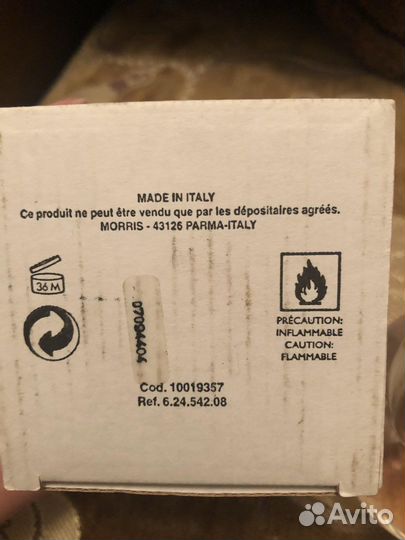 MADE IN ITALY
Ce produit ne peut être vendu que par les dépositaires agréés.
MORRIS - 43126 PARMA-ITALY
36 M
07094404
PRÉCAUTION:
INFLAMMABLE
CAUTION:
FLAMMABLE
Cod. 10019357
Ref. 6.24.542.08
Avito